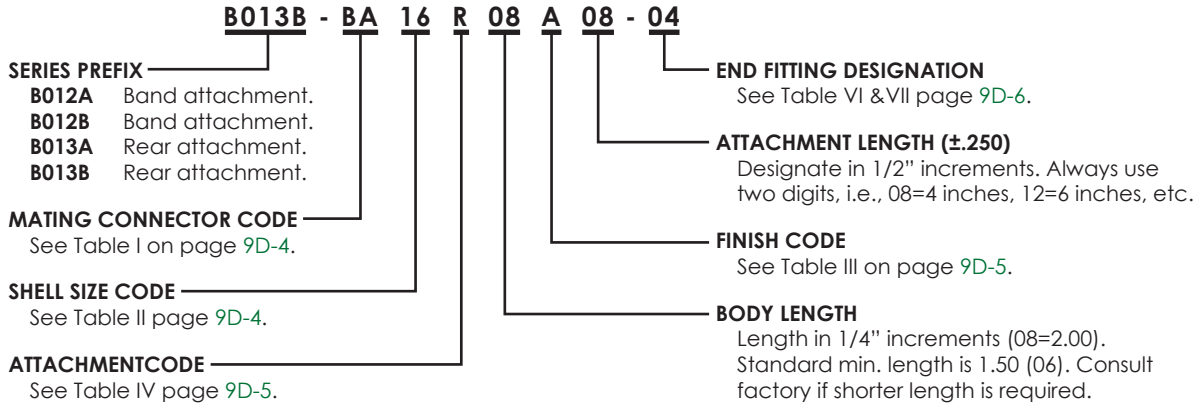 B013B - BA 16 R 08 A 08 - 04
SERIES PREFIX
B012A Band attachment.
B012B Band attachment.
B013A Rear attachment.
B013B Rear attachment.
MATING CONNECTOR CODE
See Table I on page 9D-4.
SHELL SIZE CODE
See Table II page 9D-4.
ATTACHMENTCODE
See Table IV page 9D-5.
END FITTING DESIGNATION
See Table VI &VII page 9D-6.
ATTACHMENT LENGTH (±.250)
Designate in 1/2” increments. Always use
two digits, i.e., 08=4 inches, 12=6 inches, etc.
FINISH CODE
See Table III on page 9D-5.
BODY LENGTH
Length in 1/4” increments (08=2.00).
Standard min. length is 1.50 (06). Consult
factory if shorter length is required.